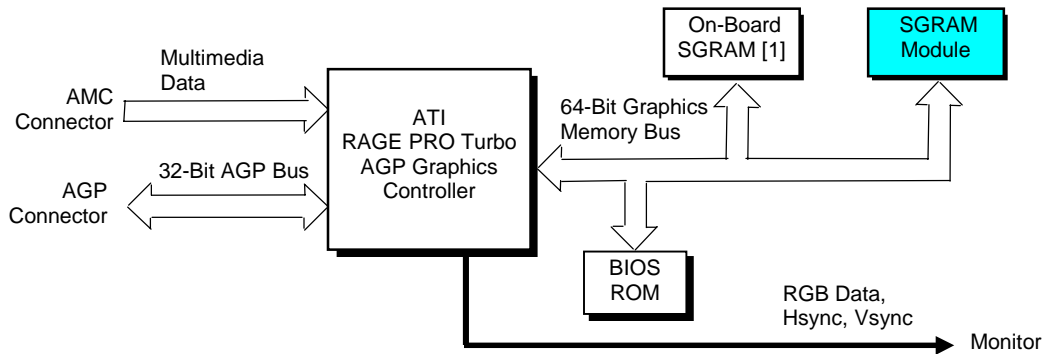 Multimedia
Data
AMC
Connector
32-Bit AGP Bus
AGP
Connector
ATI
RAGE PRO Turbo
AGP Graphics
Controller
On-Board
SGRAM [1]
SGRAM
Module
64-Bit Graphics
Memory Bus
BIOS
ROM
RGB Data,
Hsync, Vsync
Monitor